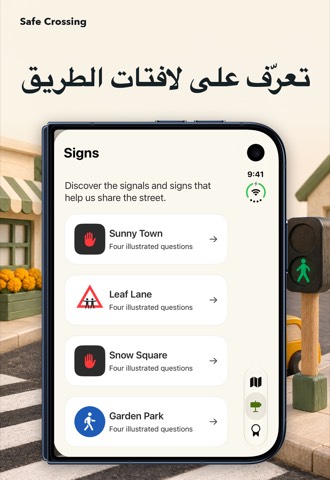 Safe Crossing
تعرّف على لافتات الطريق
Signs
9:41
Discover the signals and signs that
help us share the street.
Sunny Town
Four illustrated questions
Leaf Lane
Four illustrated questions
Snow Square
Four illustrated questions
Garden Park
Four illustrated questions